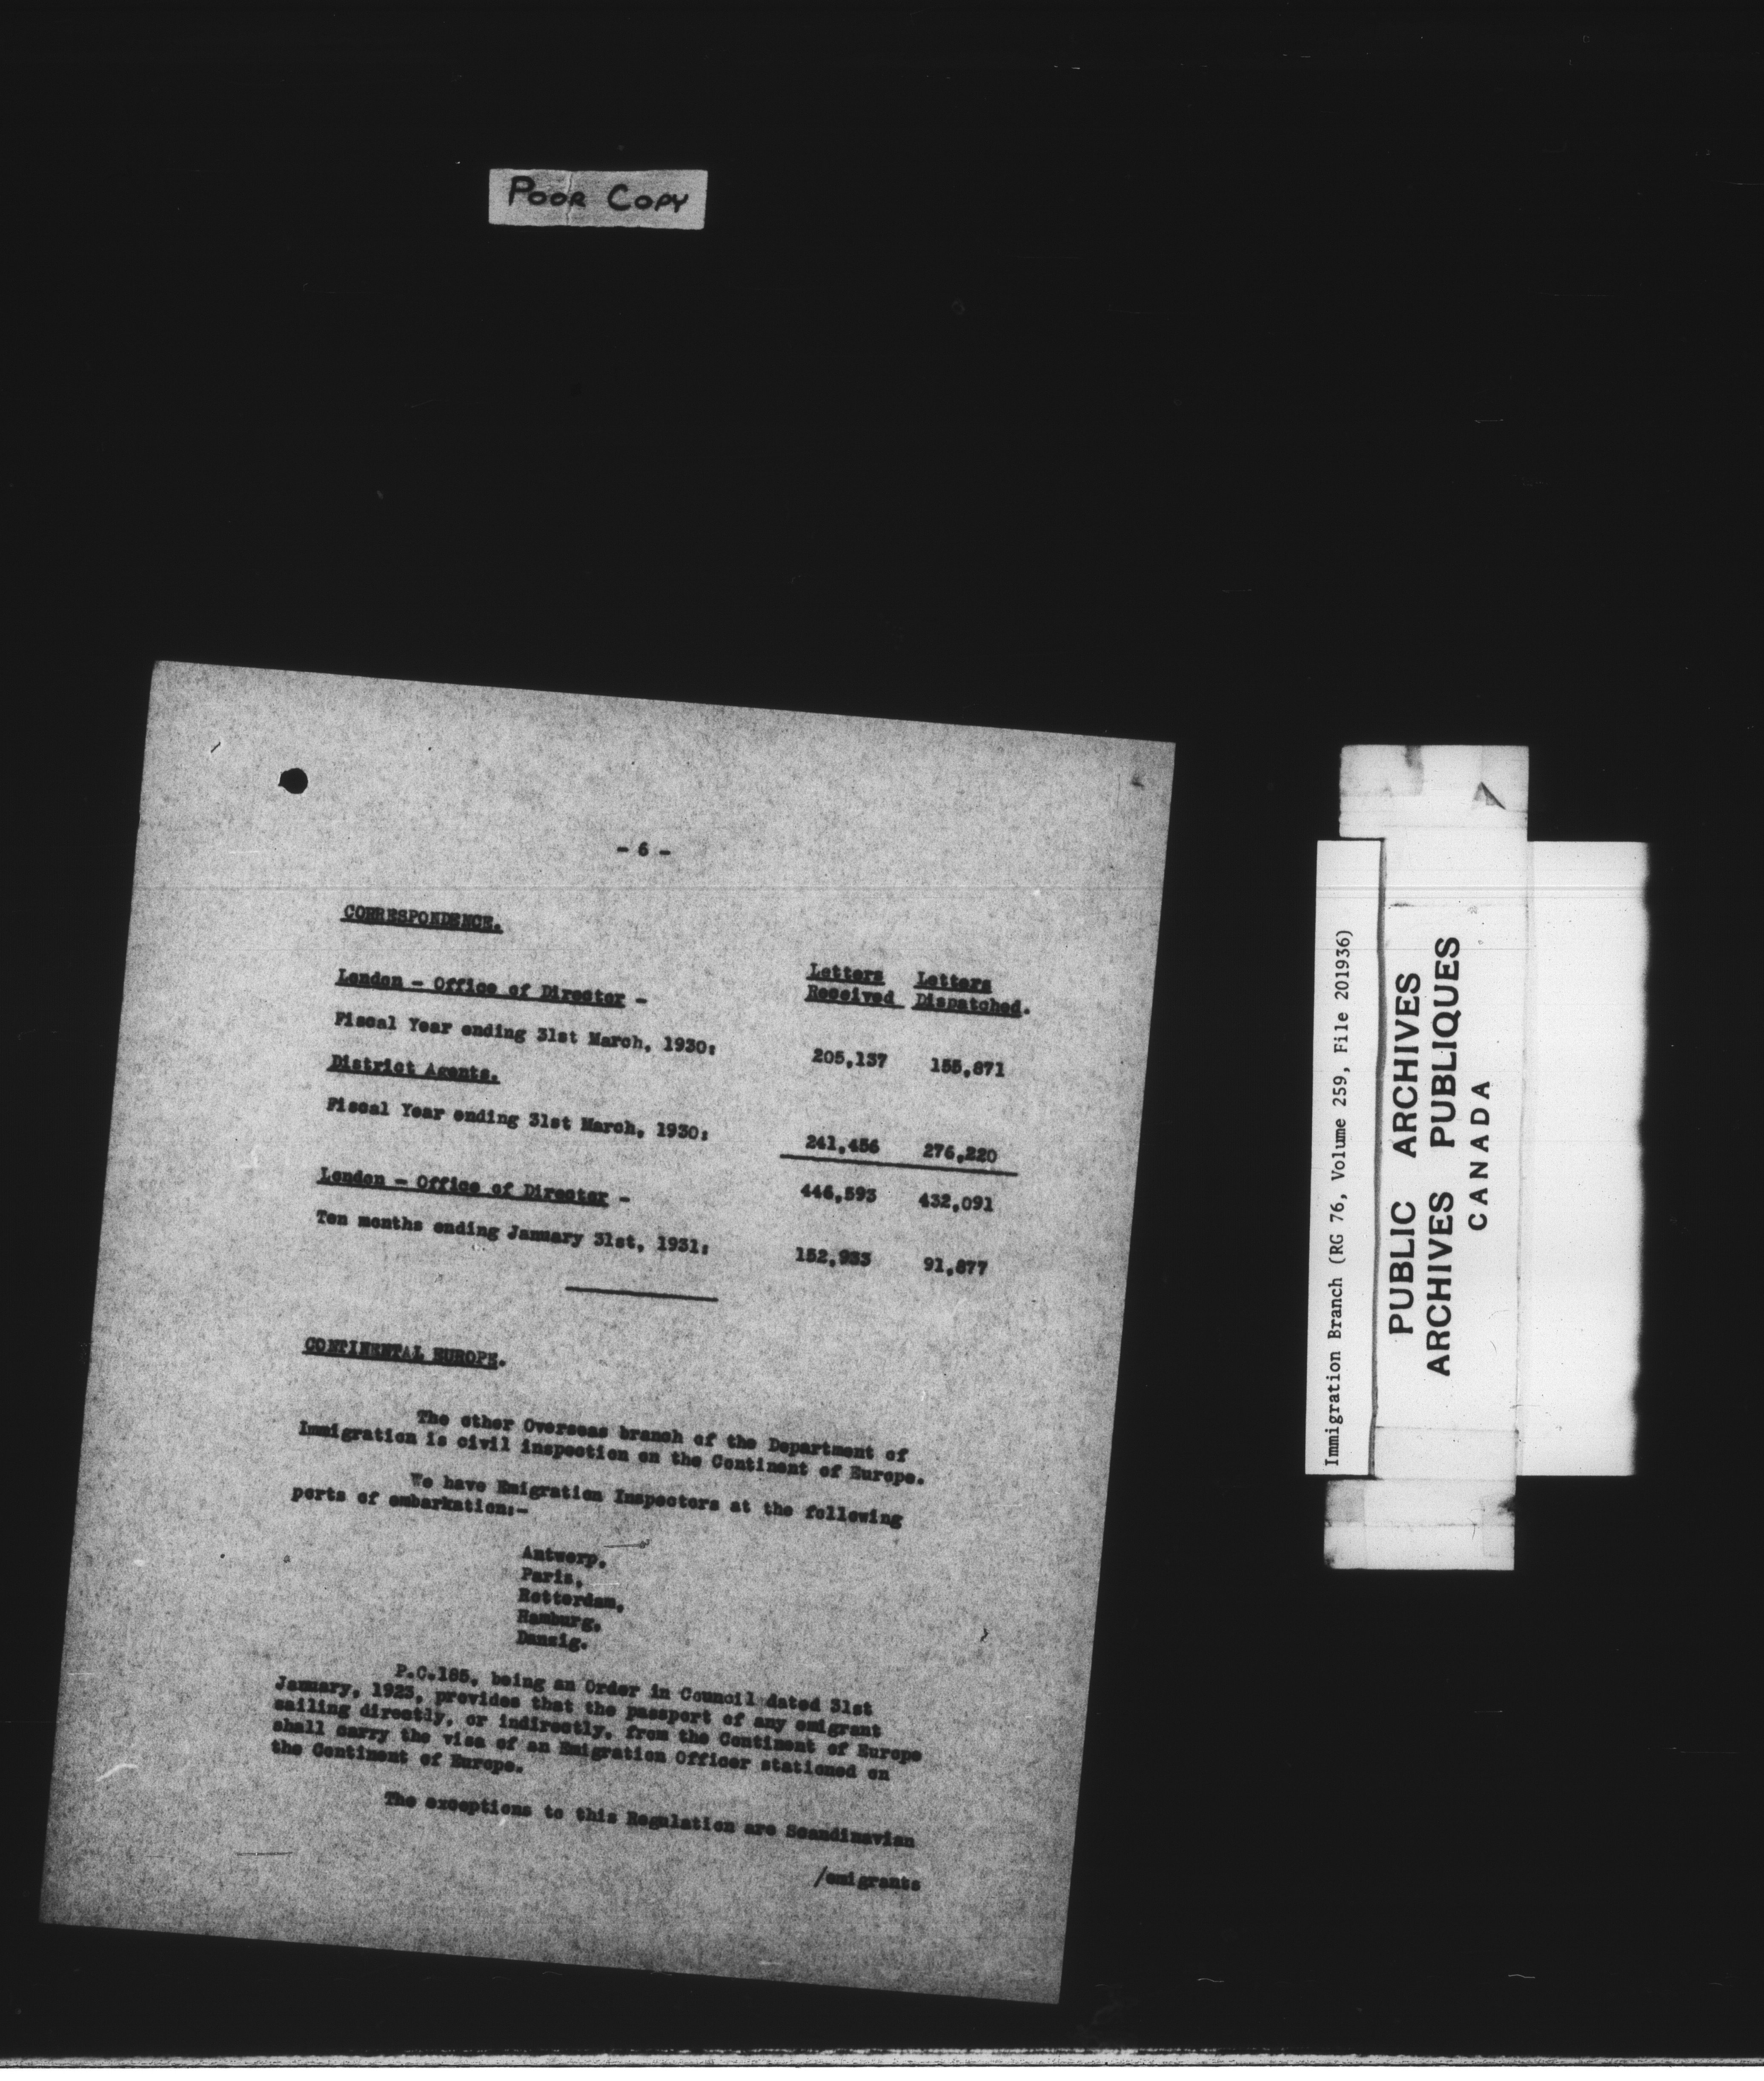 POOR COPY
- 6 -
CORRESPONDENCE.
Letters Letters
Received Dispatched.
London - Office of Director -
Fiscal Year ending 31st March, 1930: 205,137 155,871
District Agents.
Fiscal Year ending 31st March, 1930: 241,456 276,220
446,593 432,091
London - Office of Director -
Ten months ending January 31st, 1931: 152,933 91,877
CONTINENTAL EUROPE.
The other Overseas branch of the Department of
Immigration is civil inspection on the Continent of Europe.
We have Emigration Inspectors at the following
ports of embarkation:-
Antwerp,
Paris,
Rotterdam,
Hamburg,
Danzig.
P.C.185, being an Order in Council dated 31st
January, 1923, provides that the passport of any emigrant
sailing directly, or indirectly, from the Continent of Europe
shall carry the visa of an Emigration Officer stationed on
the Continent of Europe.
The exceptions to this Regulation are Scandinavian
/emigrants
Immigration Branch (RG 76, Volume 259, File 201936)
PUBLIC ARCHIVES
ARCHIVES PUBLIQUES
CANADA